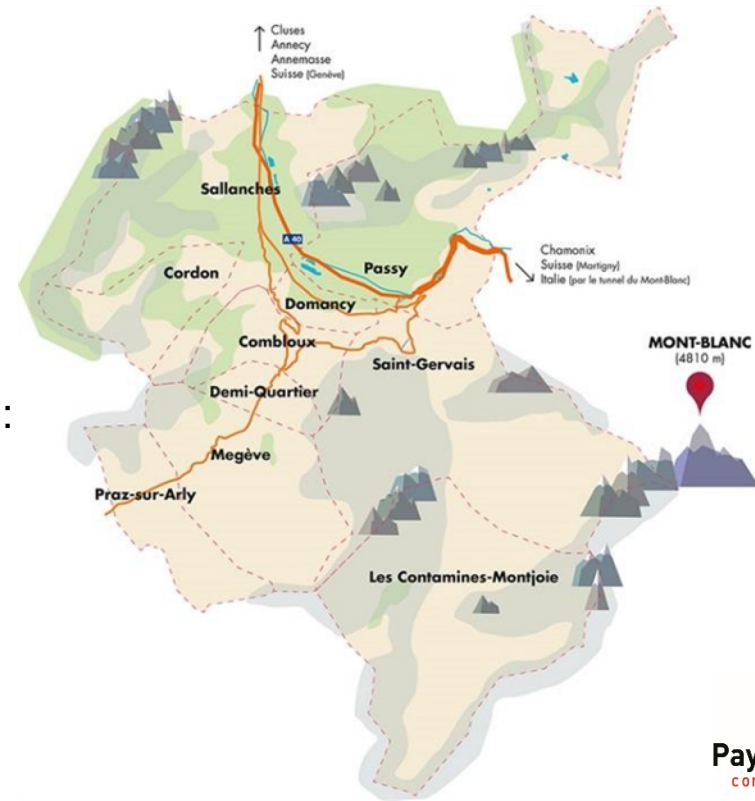 Cluses
Annecy
Annemasse
Suisse (Genève)
Sallanches
A 40
Chamonix
Suisse (Martigny)
Italie (par le tunnel du Mont-Blanc)
Passy
Cordon
Domancy
Combloux
Saint-Gervais
MONT-BLANC
(4810 m)
Demi-Quartier
:
Megève
Praz-sur-Arly
Les Contamines-Montjoie
Pay